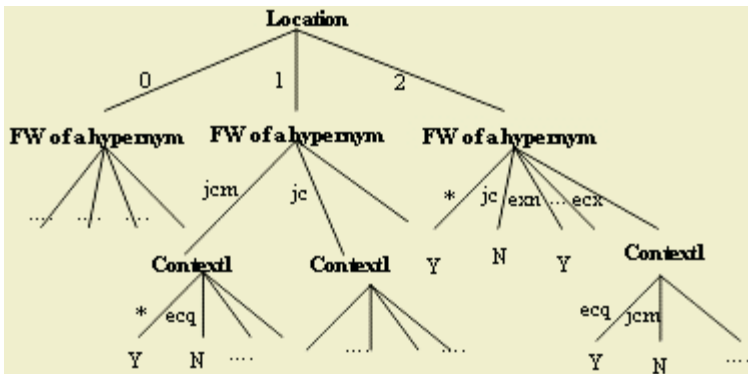 Location
0 1 2
FW of a hypernym FW of a hypernym FW of a hypernym
jcm jc * jc exn ... ecx
.... .... ....
Context1 Context1 Y N Y Context1
* ecq ecq jcm
Y N .... .... .... Y N ....